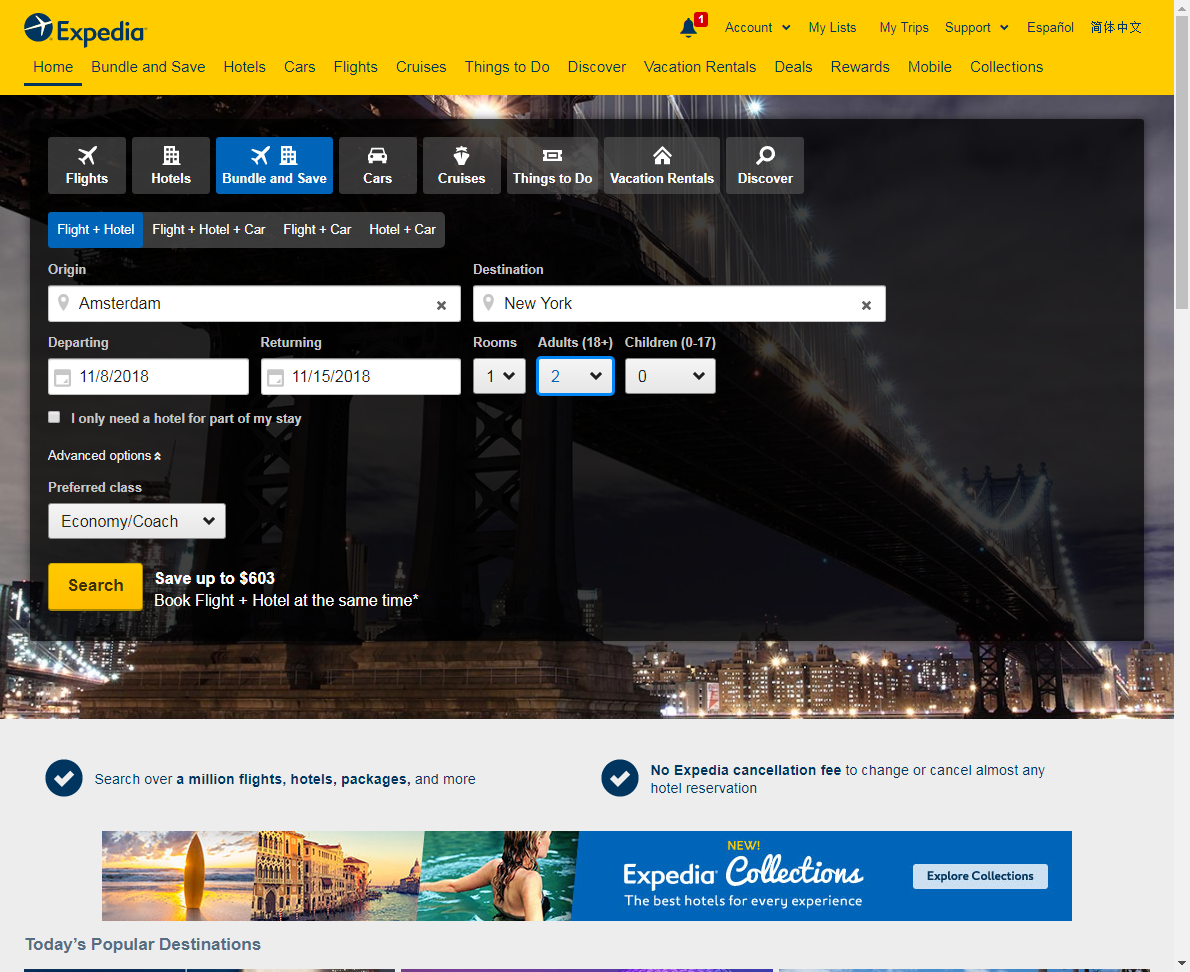 Expedia
1
Account
My Lists
My Trips
Support
Español
简体中文
Home
Bundle and Save
Hotels
Cars
Flights
Cruises
Things to Do
Discover
Vacation Rentals
Deals
Rewards
Mobile
Collections
Flights
Hotels
Bundle and Save
Cars
Cruises
Things to Do
Vacation Rentals
Discover
Flight + Hotel
Flight + Hotel + Car
Flight + Car
Hotel + Car
Origin
Destination
Amsterdam
New York
Departing
Returning
Rooms
Adults (18+)
Children (0-17)
11/8/2018
11/15/2018
1
2
0
I only need a hotel for part of my stay
Advanced options
Preferred class
Economy/Coach
Search
Save up to $603
Book Flight + Hotel at the same time*
Search over a million flights, hotels, packages, and more
No Expedia cancellation fee to change or cancel almost any
hotel reservation
NEW!
Expedia Collections
The best hotels for every experience
Explore Collections
Today’s Popular Destinations